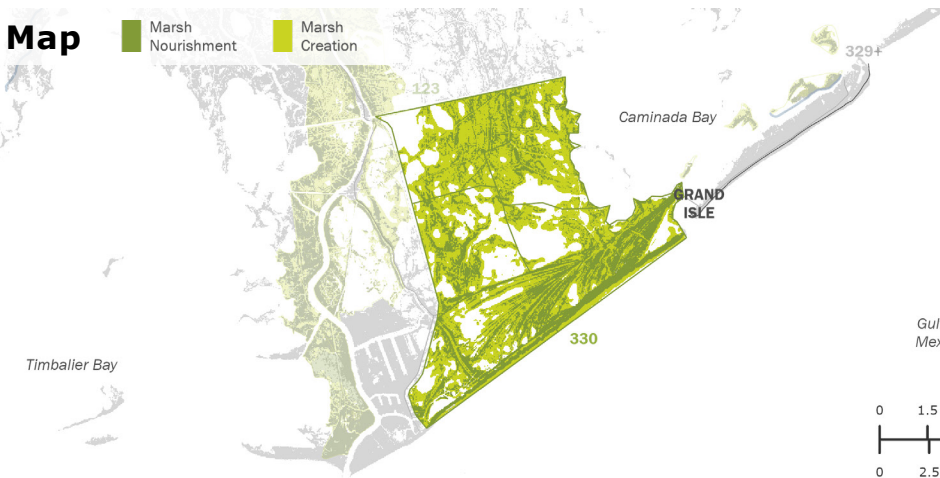 Map
Marsh
Nourishment
Marsh
Creation
329+
123
Caminada Bay
GRAND
ISLE
330
Timbalier Bay
0 1.5
0 2.5